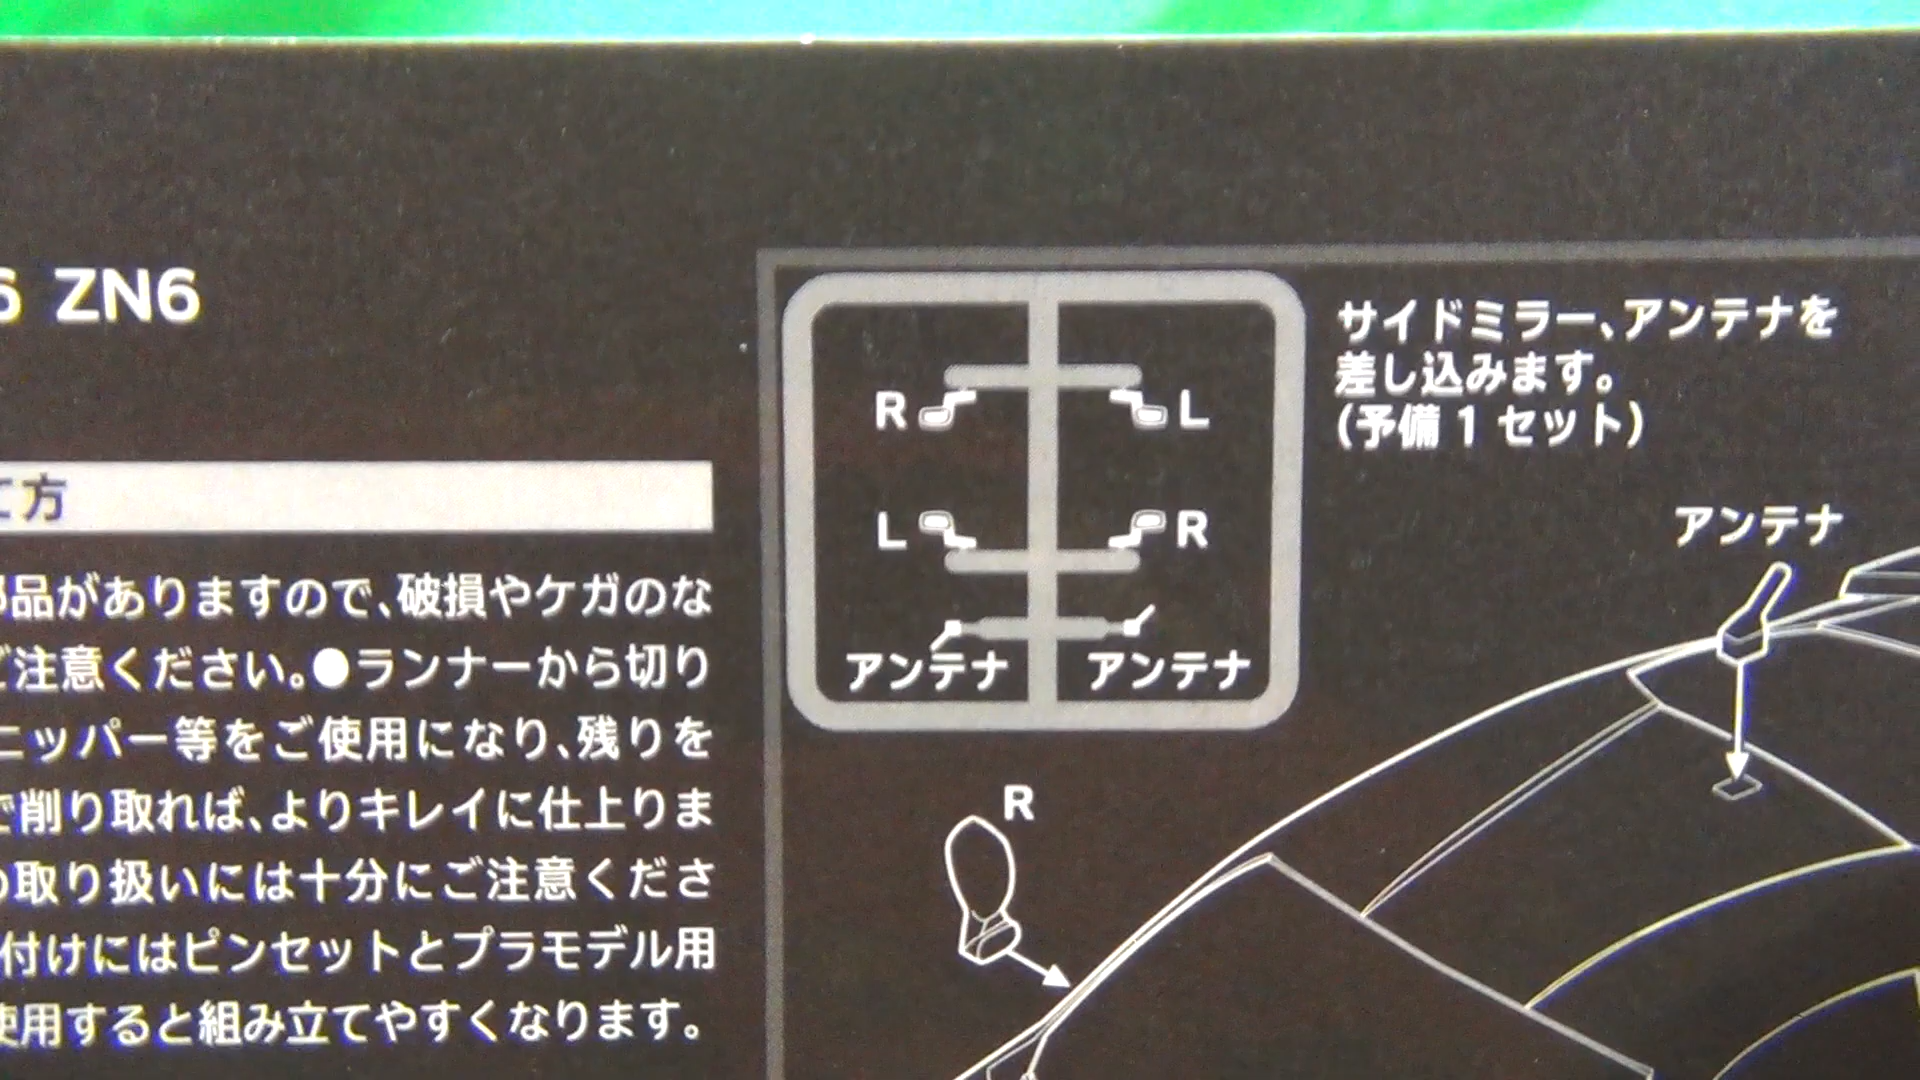 6 ZN6
て方
部品がありますので、破損やケガのな
ご注意ください。●ランナーから切り
ニッパー等をご使用になり、残りを
で削り取れば、よりキレイに仕上りま
の取り扱いには十分にご注意くださ
付けにはピンセットとプラモデル用
使用すると組み立てやすくなります。
R
L
L
R
アンテナ
アンテナ
サイドミラー、アンテナを
差し込みます。
(予備 1 セット)
アンテナ
R